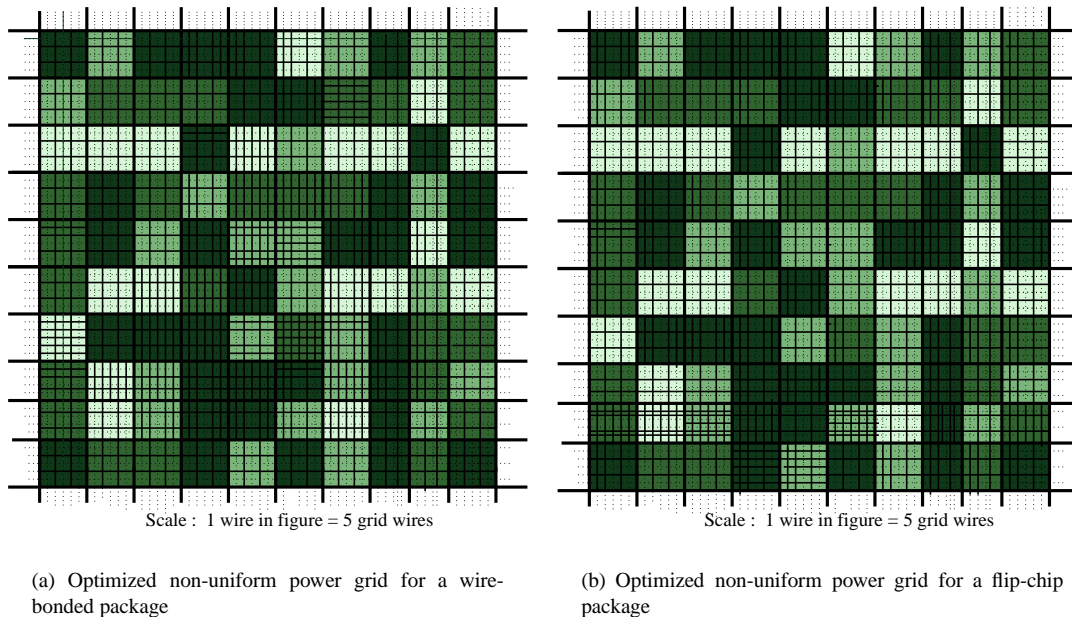 Scale : 1 wire in figure = 5 grid wires
Scale : 1 wire in figure = 5 grid wires
(a) Optimized non-uniform power grid for a wire-
bonded package
(b) Optimized non-uniform power grid for a flip-chip
package